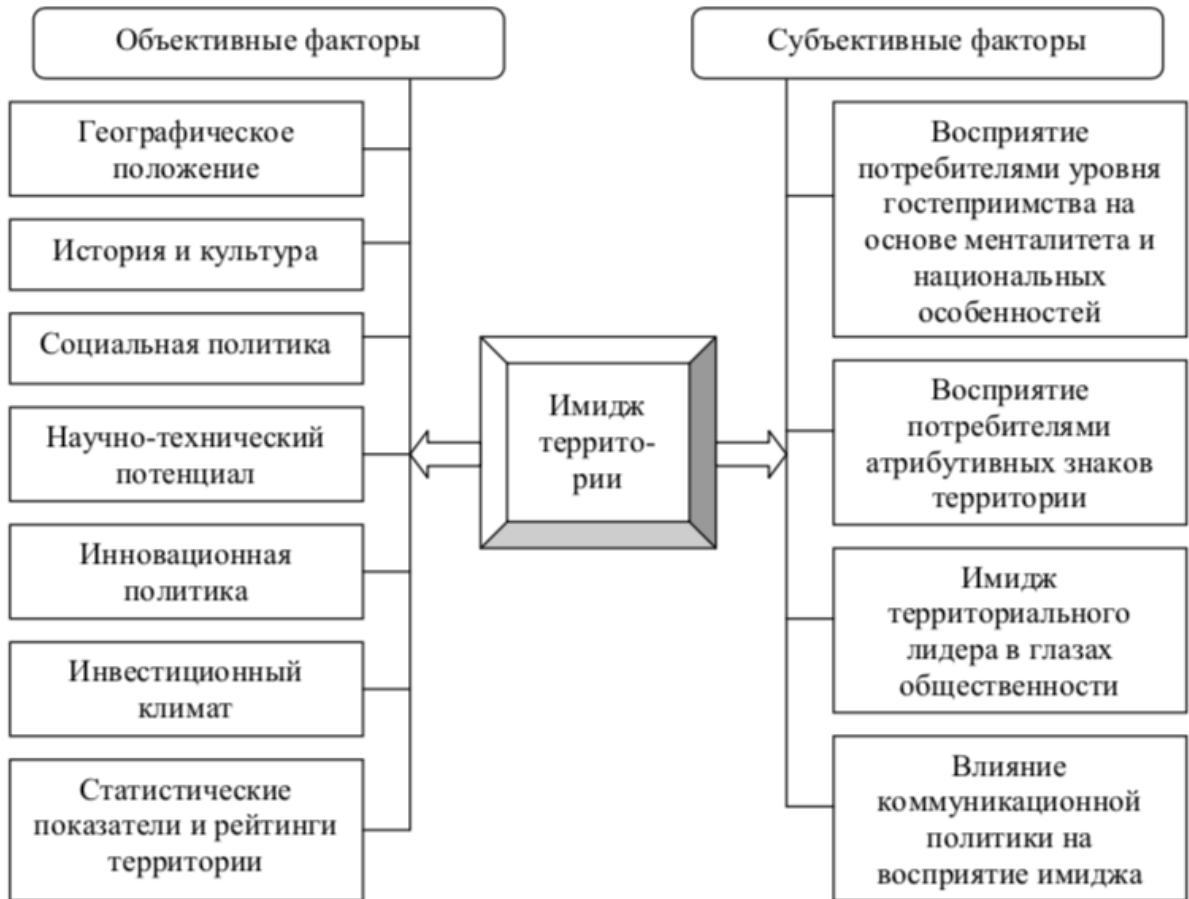 Объективные факторы
Географическое
положение
История и культура
Социальная политика
Научно-технический
потенциал
Инновационная
политика
Инвестиционный
климат
Статистические
показатели и рейтинги
территории
Имидж
террито-
рии
Субъективные факторы
Восприятие
потребителями уровня
гостеприимства на
основе менталитета и
национальных
особенностей
Восприятие
потребителями
атрибутивных знаков
территории
Имидж
территориального
лидера в глазах
общественности
Влияние
коммуникационной
политики на
восприятие имиджа